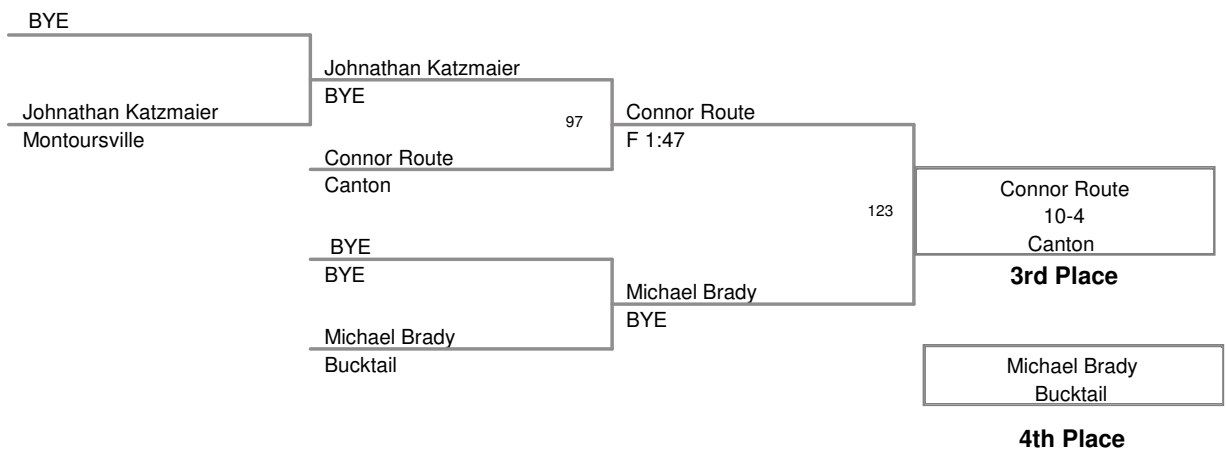 BYE
Johnathan Katzmaier
Montoursville
Johnathan Katzmaier
BYE
97
Connor Route
Canton
Connor Route
F 1:47
BYE
BYE
Michael Brady
Bucktail
Michael Brady
BYE
123
Connor Route
10-4
Canton
3rd Place
Michael Brady
Bucktail
4th Place